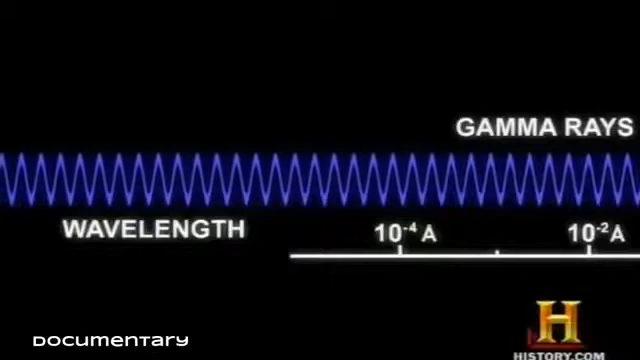 GAMMA RAYS
WAVELENGTH
10⁻⁴ A
10⁻² A
Documentary
H
HISTORY.COM